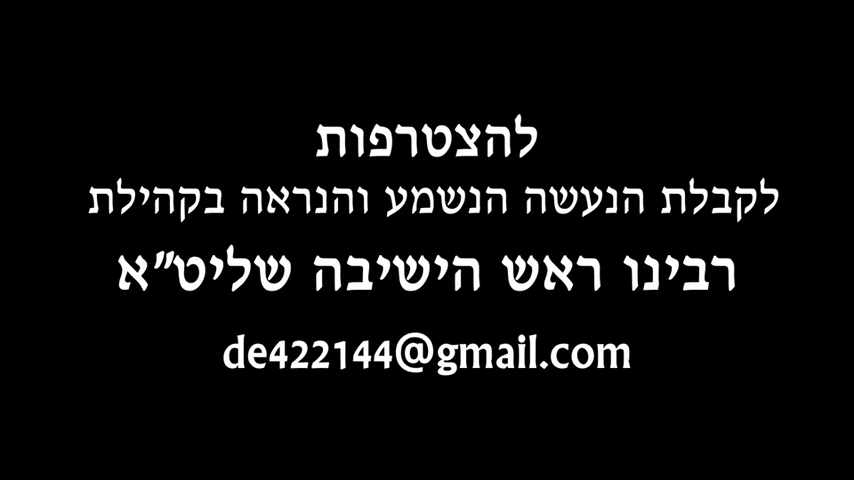 להצטרפות
לקבלת הנעשה הנשמע והנראה בקהילת
רבינו ראש הישיבה שליט"א
de422144@gmail.com